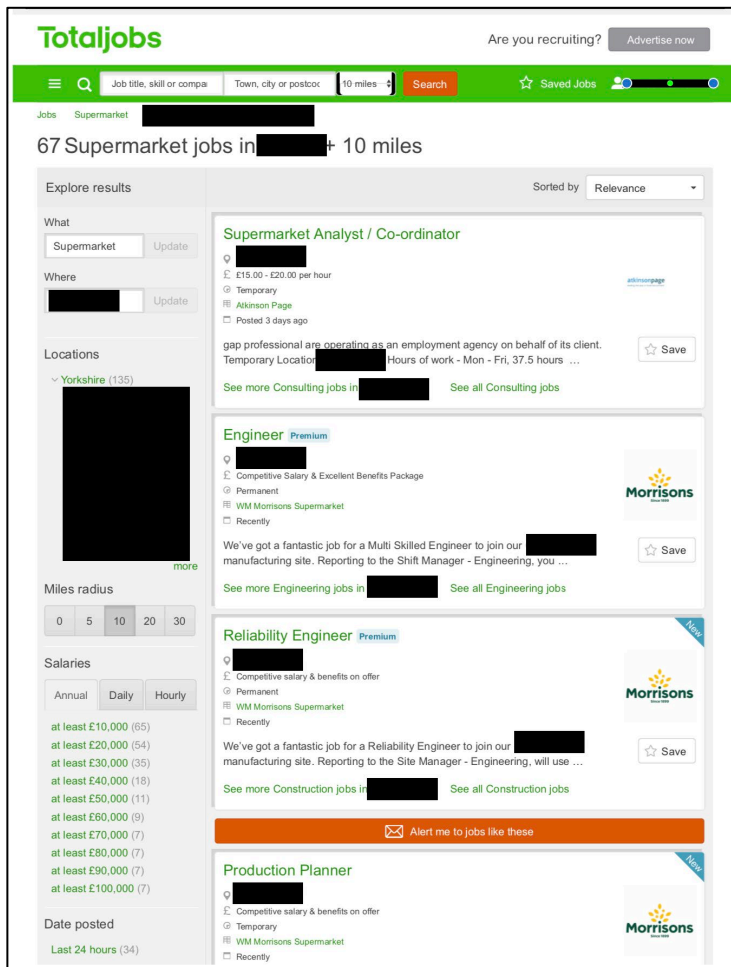 Totaljobs
Are you recruiting?
Advertise now
Job title, skill or compa
Town, city or postcoc
10 miles
Search
Saved Jobs
Jobs Supermarket
67 Supermarket jobs in + 10 miles
Explore results
Sorted by Relevance
What
Supermarket Update
Where
Update
Locations
Yorkshire (135)
more
Miles radius
0 5 10 20 30
Salaries
Annual Daily Hourly
at least £10,000 (65)
at least £20,000 (54)
at least £30,000 (35)
at least £40,000 (18)
at least £50,000 (11)
at least £60,000 (9)
at least £70,000 (7)
at least £80,000 (7)
at least £90,000 (7)
at least £100,000 (7)
Date posted
Last 24 hours (34)
Supermarket Analyst / Co-ordinator
£ £15.00 - £20.00 per hour
Temporary
Atkinson Page
Posted 3 days ago
atkinsonpage
gap professional are operating as an employment agency on behalf of its client.
Temporary Location Hours of work - Mon - Fri, 37.5 hours …
Save
See more Consulting jobs in See all Consulting jobs
Engineer Premium
£ Competitive Salary & Excellent Benefits Package
Permanent
WM Morrisons Supermarket
Recently
Morrisons
Since 1899
We've got a fantastic job for a Multi Skilled Engineer to join our
manufacturing site. Reporting to the Shift Manager - Engineering, you …
Save
See more Engineering jobs in See all Engineering jobs
Reliability Engineer Premium
New
£ Competitive salary & benefits on offer
Permanent
WM Morrisons Supermarket
Recently
Morrisons
Since 1899
We've got a fantastic job for a Reliability Engineer to join our
manufacturing site. Reporting to the Site Manager - Engineering, will use …
Save
See more Construction jobs in See all Construction jobs
Alert me to jobs like these
Production Planner
New
£ Competitive salary & benefits on offer
Temporary
WM Morrisons Supermarket
Recently
Morrisons
Since 1899